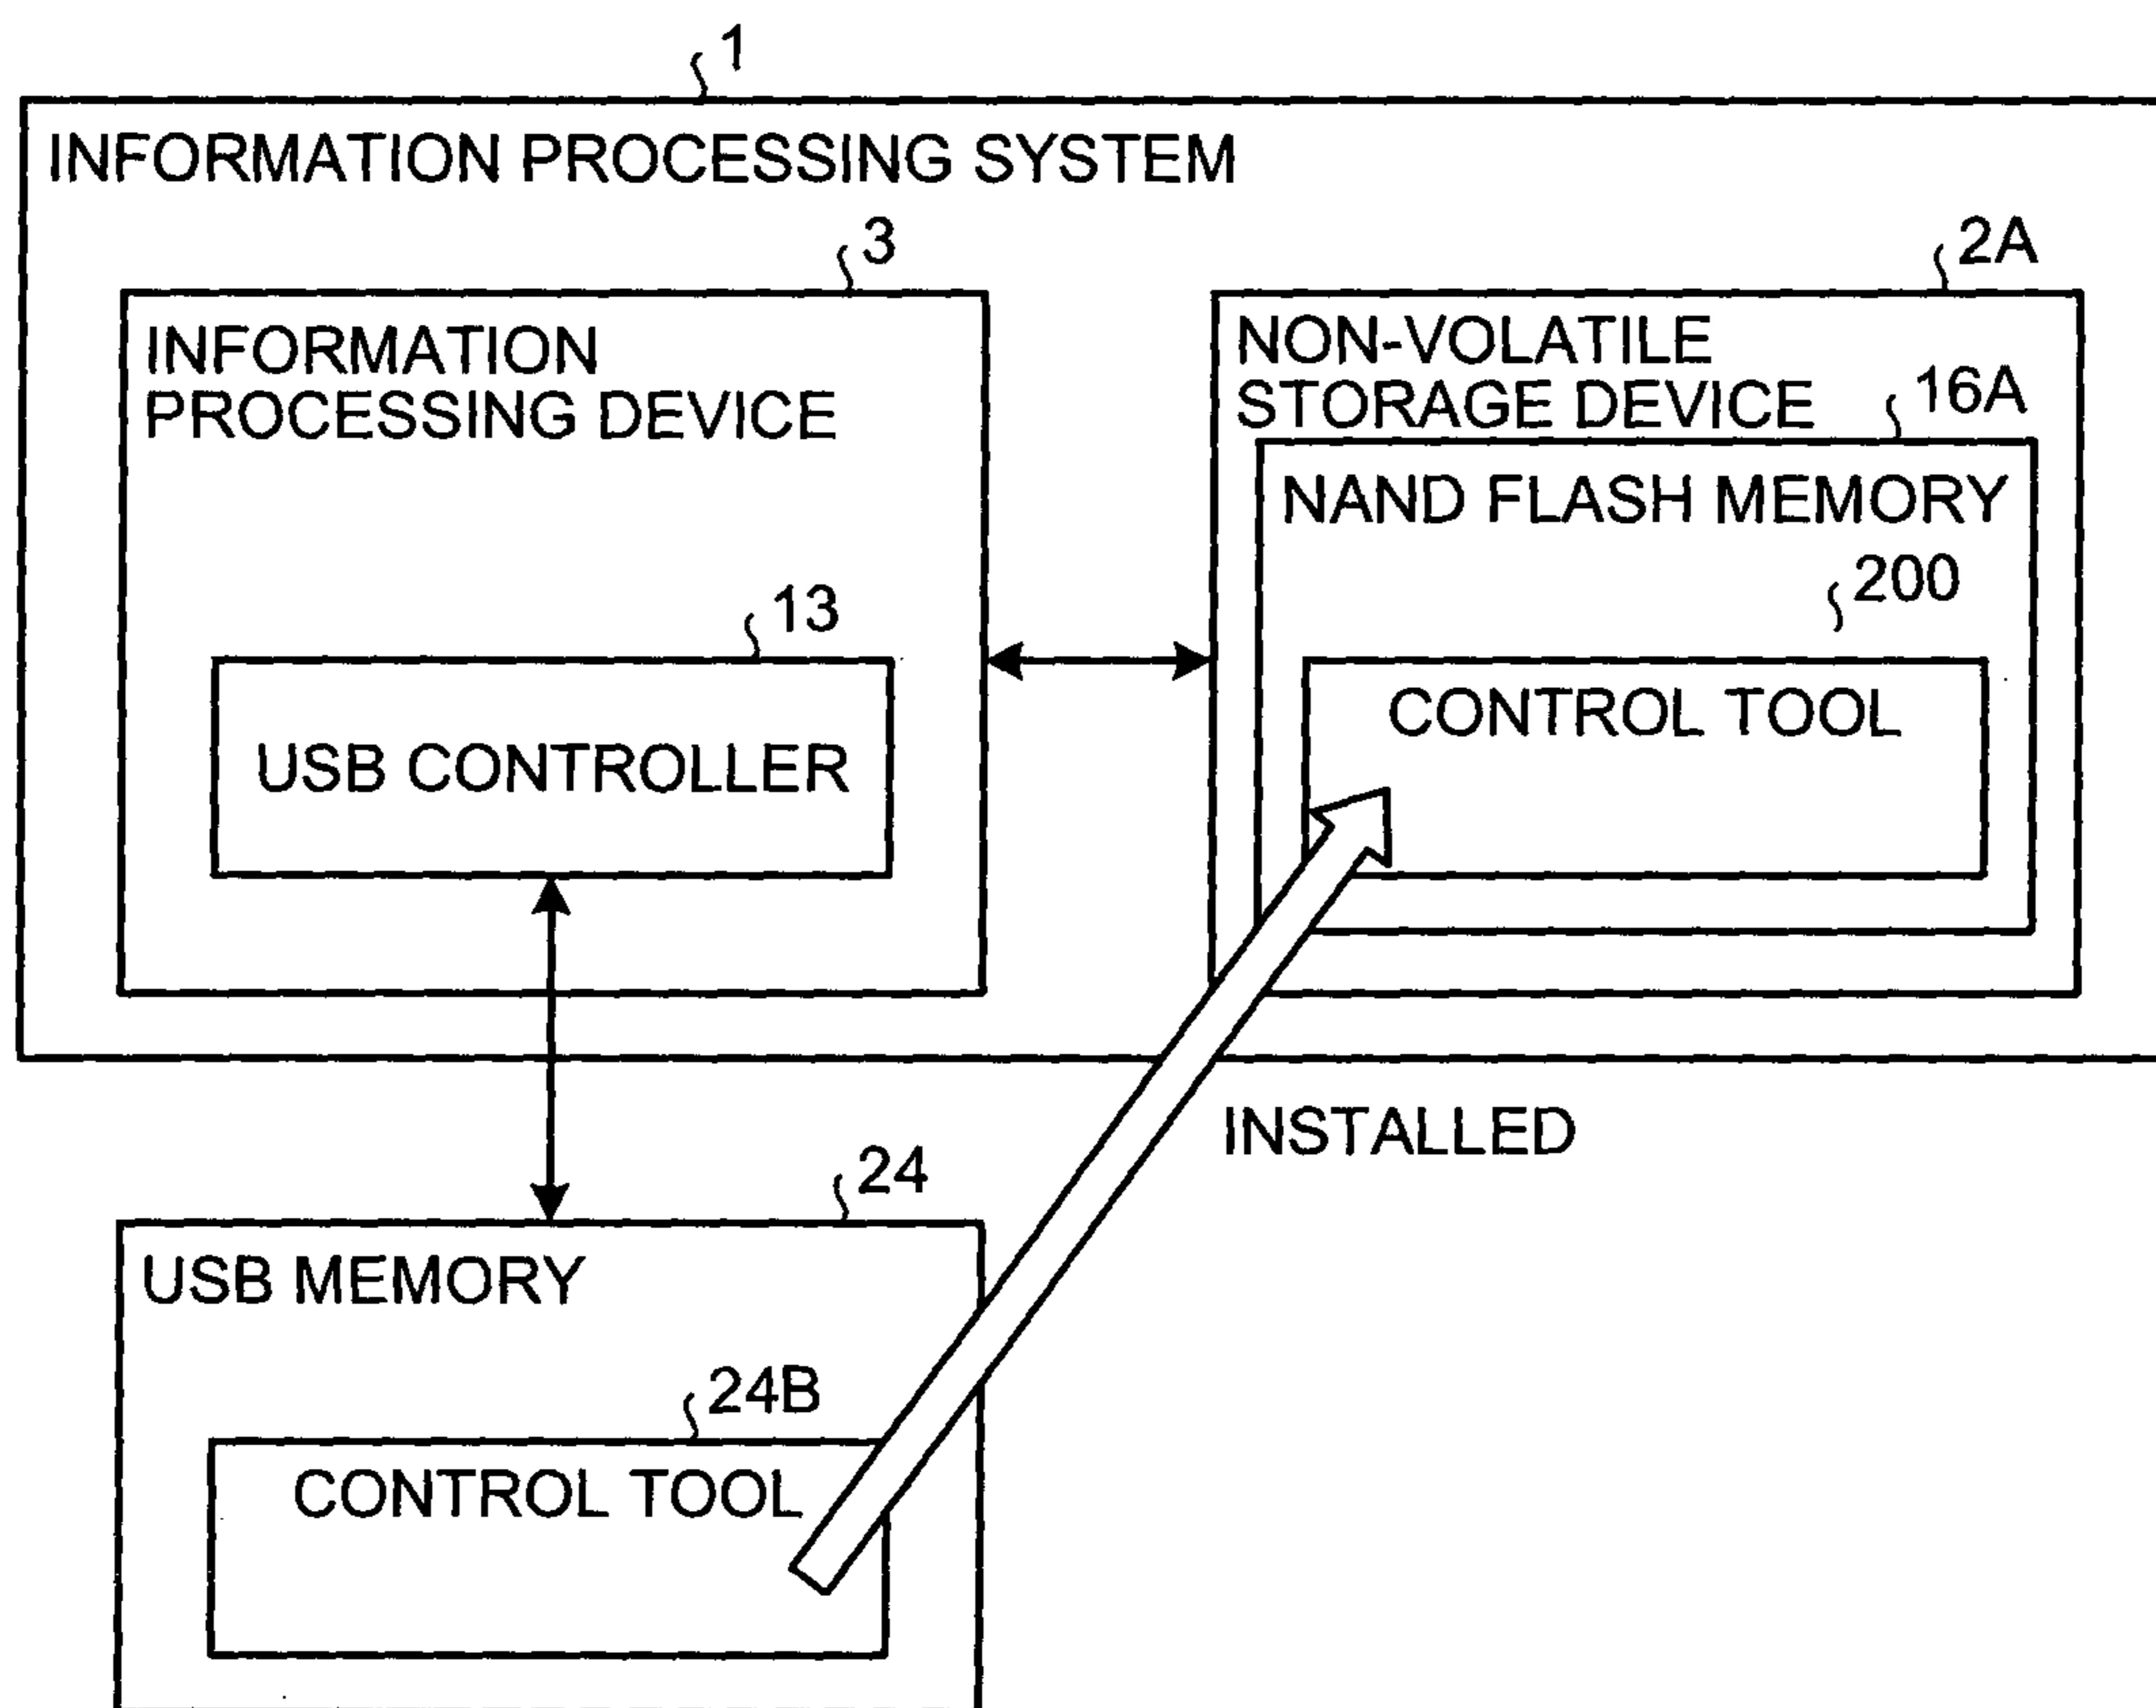 1
INFORMATION PROCESSING SYSTEM
3
INFORMATION
PROCESSING DEVICE
13
USB CONTROLLER
2A
NON-VOLATILE
STORAGE DEVICE
16A
NAND FLASH MEMORY
200
CONTROL TOOL
INSTALLED
24
USB MEMORY
24B
CONTROL TOOL